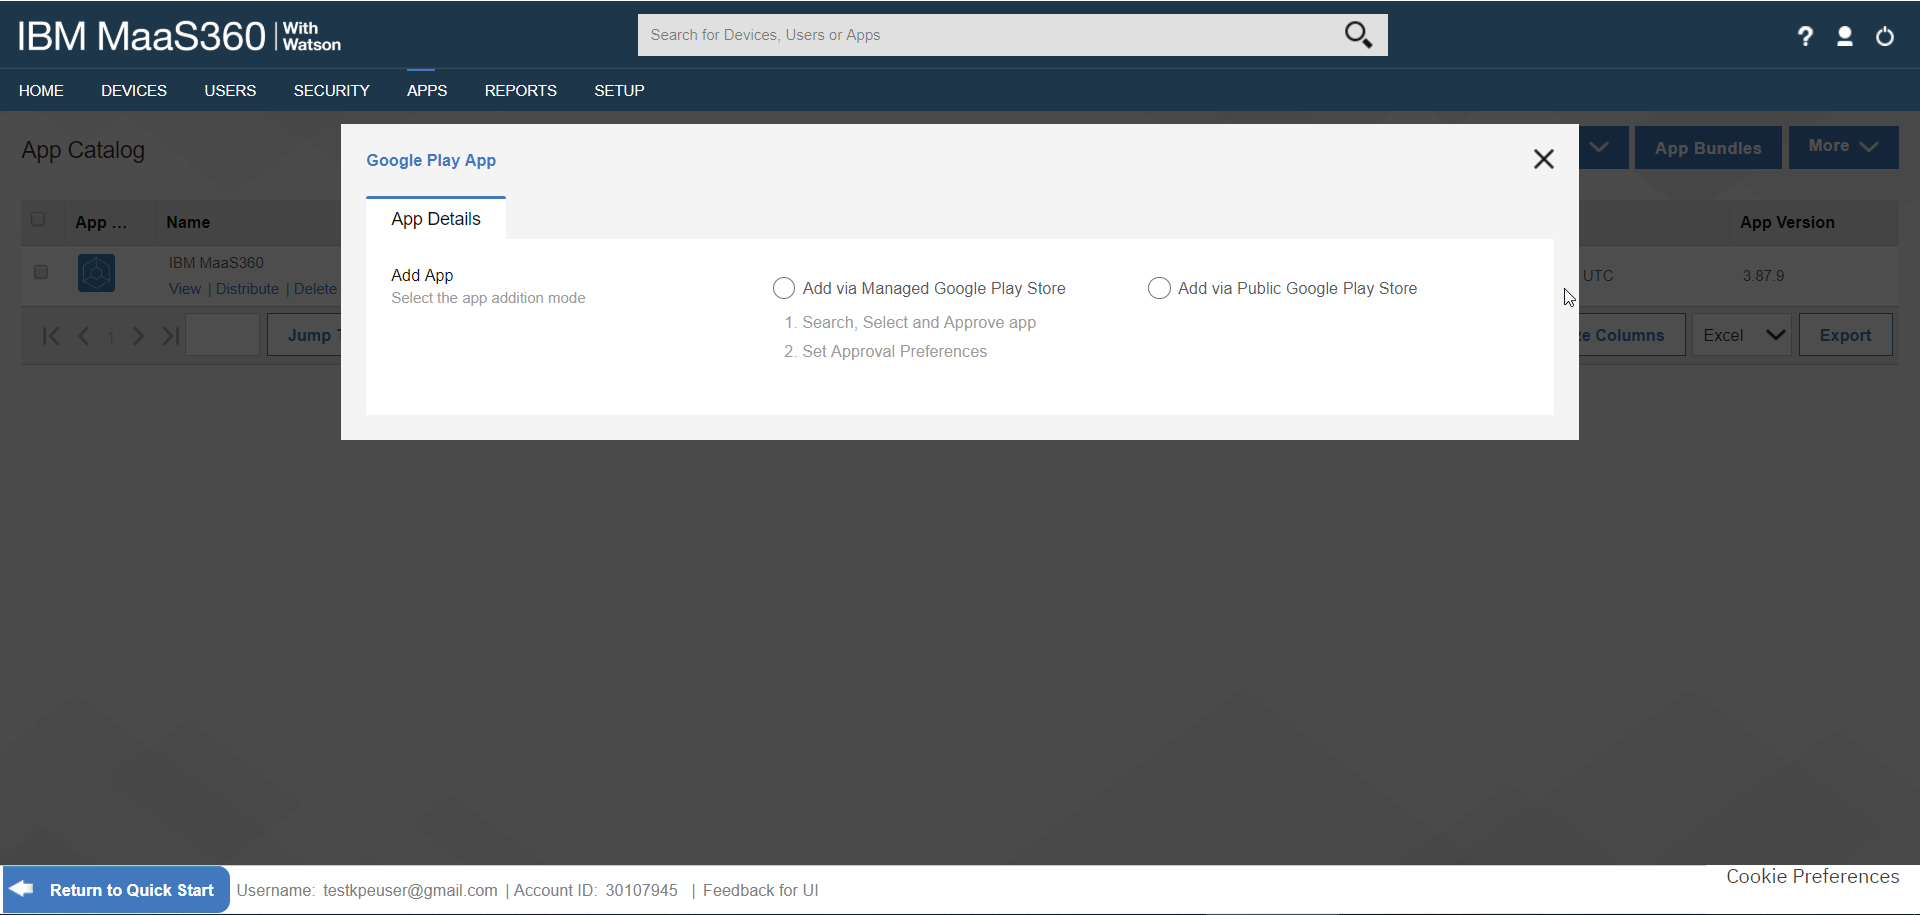 IBM MaaS360 | With Watson
Search for Devices, Users or Apps
?
HOME DEVICES USERS SECURITY APPS REPORTS SETUP
App Catalog
App Bundles
More
Google Play App
App Details
App ...
Name
App Version
Add App
Select the app addition mode
Add via Managed Google Play Store
1. Search, Select and Approve app
2. Set Approval Preferences
Add via Public Google Play Store
IBM MaaS360
View | Distribute | Delete
UTC
3.87.9
1
Jump
Columns
Excel
Export
Return to Quick Start
Username: testkpeuser@gmail.com | Account ID: 30107945 | Feedback for UI
Cookie Preferences